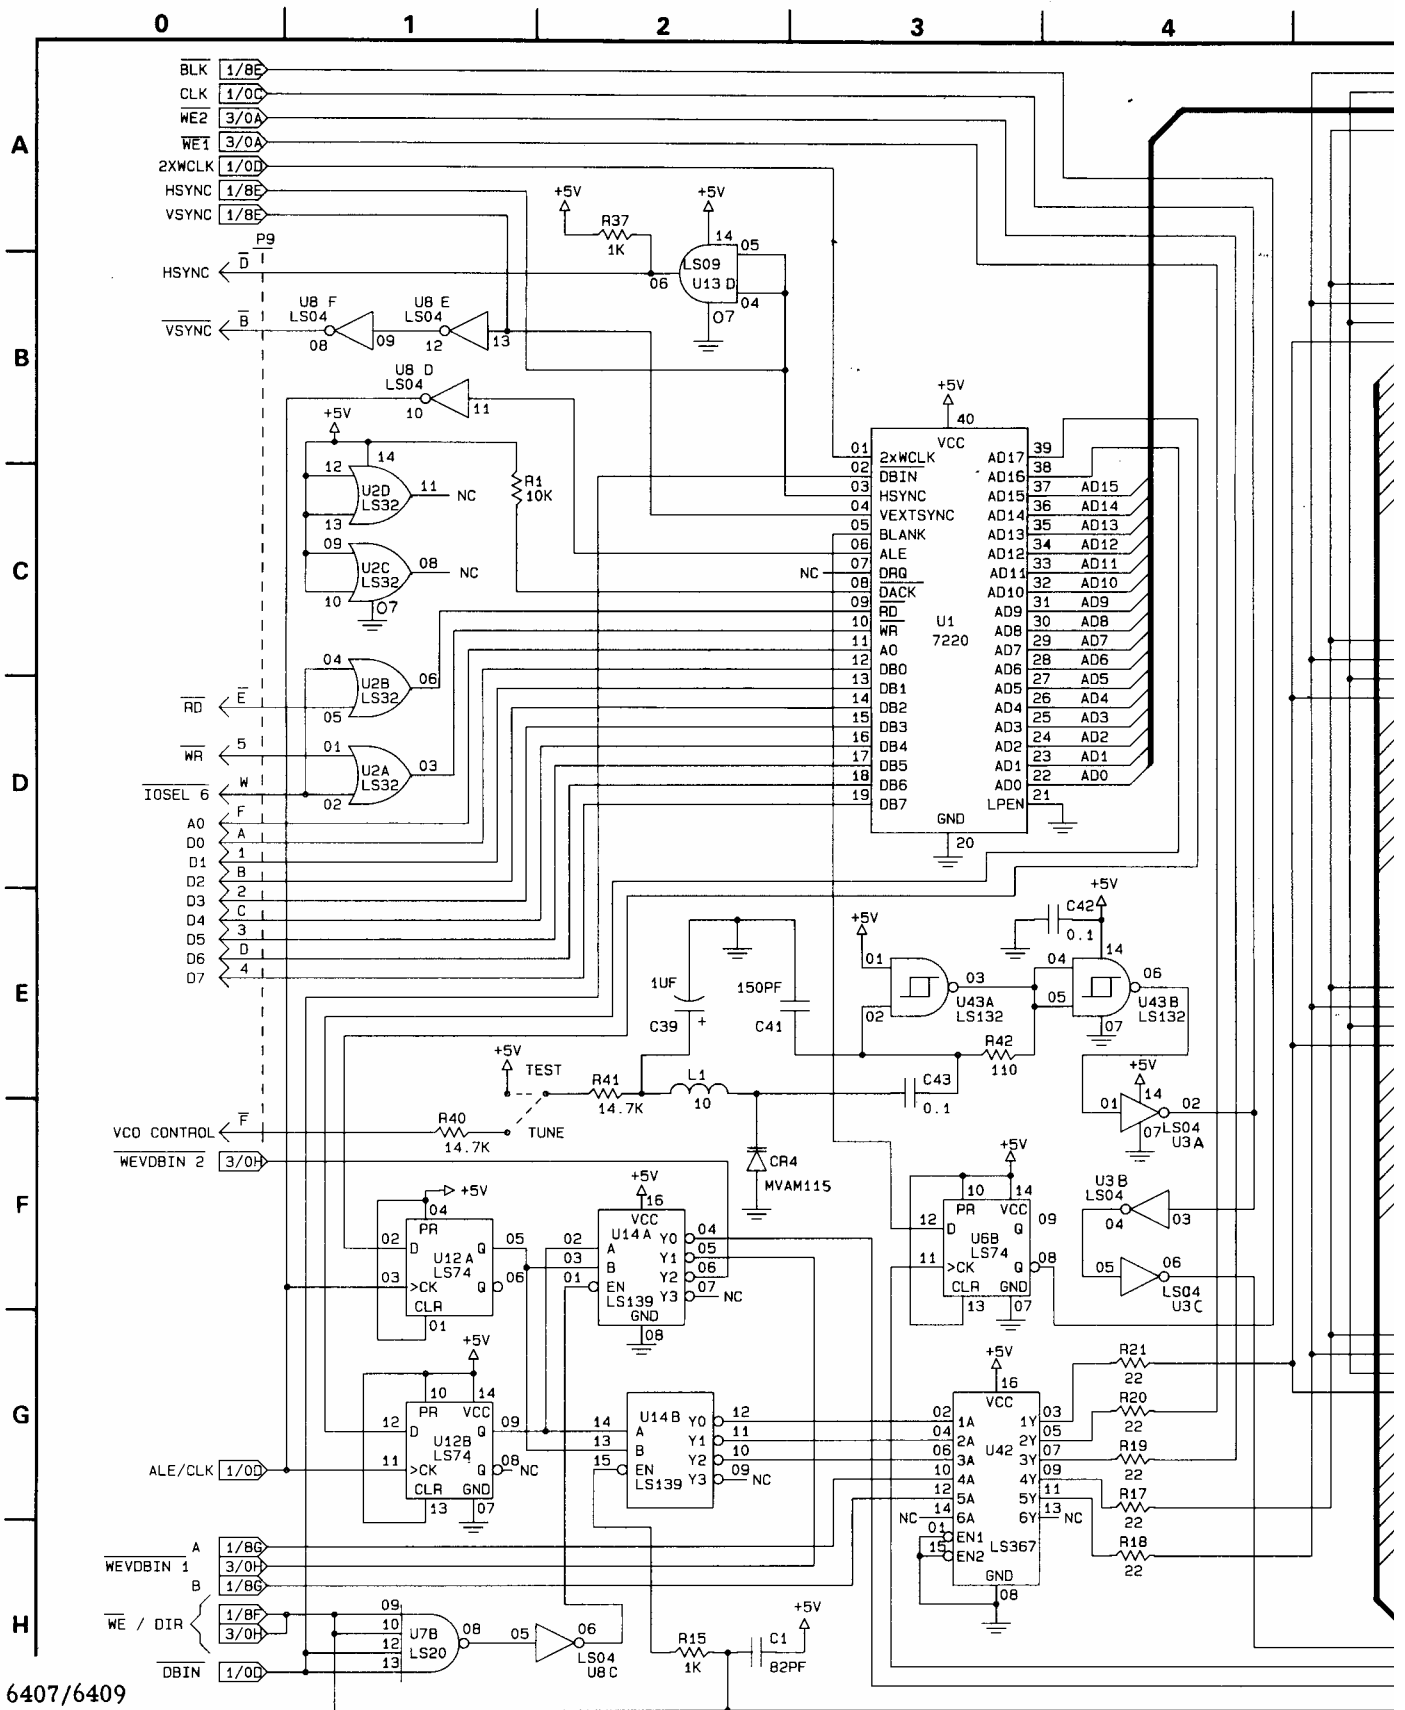 0 1 2 3 4
BLK 1/8E
CLK 1/0C
WE2 3/0A
WE1 3/0A
A
2XWCLK 1/0D
HSYNC 1/8E
VSYNC 1/8E
+5V +5V
R37
1K
14 05
LS09
06 U13 D
04
07
P9
HSYNC D
U8 F U8 E
LS04 LS04
VSYNC B
08 09 12 13
B
U8 D
LS04
10 11
+5V
14
12
U2D
LS32
11 NC
13
R1
10K
09
U2C
LS32
08 NC
10
07
C
04
U2B
LS32
06
05
RD E
WR 5
01
U2A
LS32
03
02
IOSEL 6 W
D
A0 F
D0 A
D1 1
D2 B
D3 2
D4 C
D5 3
D6 D
D7 4
+5V
40
VCC
01 2xWCLK AD17 39
02 DBIN AD16 38
03 HSYNC AD15 37 AD15
04 VEXTSYNC AD14 36 AD14
05 BLANK AD13 35 AD13
06 ALE AD12 34 AD12
NC 07 DRQ AD11 33 AD11
08 DACK AD10 32 AD10
09 RD AD9 31 AD9
10 WR U1 AD8 30 AD8
11 A0 7220 AD7 29 AD7
12 DB0 AD6 28 AD6
13 DB1 AD5 27 AD5
14 DB2 AD4 26 AD4
15 DB3 AD3 25 AD3
16 DB4 AD2 24 AD2
17 DB5 AD1 23 AD1
18 DB6 AD0 22 AD0
19 DB7 LPEN 21
GND
20
E
1UF
C39 +
150PF
C41
+5V
01
03
U43A
LS132
02
C42
0.1
+5V
14
04
06
05
U43B
LS132
07
R42
110
C43
0.1
+5V TEST
R41
14.7K
L1
10
TUNE
R40
14.7K
VCO CONTROL F
CR4
MVAM115
+5V
14
01 02
07 LS04
U3A
WEVDBIN 2 3/0H
F
+5V
04
PR
02 D Q 05
U12A
LS74
03 >CK Q 06
CLR
01
+5V
16
VCC
U14A
02 A Y0 04
03 B Y1 05
01 EN Y2 06
LS139 Y3 07 NC
GND
08
+5V
10 14
PR VCC
12 D Q 09
U6B
LS74
11 >CK Q 08
CLR GND
13 07
U3B
LS04
04 03
05 06
LS04
U3C
G
+5V
10 14
PR VCC
12 D Q 09
U12B
LS74
11 >CK Q 08 NC
CLR GND
13 07
ALE/CLK 1/0D
U14B
14 A Y0 12
13 B Y1 11
15 EN Y2 10
LS139 Y3 09 NC
+5V
16
VCC
02 1A 1Y 03
04 2A 2Y 05
06 3A U42 3Y 07
10 4A 4Y 09
12 5A 5Y 11
NC 14 6A 6Y 13 NC
01 EN1
LS367
15 EN2
GND
08
R21
22
R20
22
R19
22
R17
22
R18
22
A 1/8G
WEVDBIN 1 3/0H
B 1/8G
H
WE / DIR 1/8F
3/0H
DBIN 1/0D
09
10 U7B 08
12 LS20
13
05 06
LS04
U8C
R15
1K
C1
82PF
+5V
6407/6409